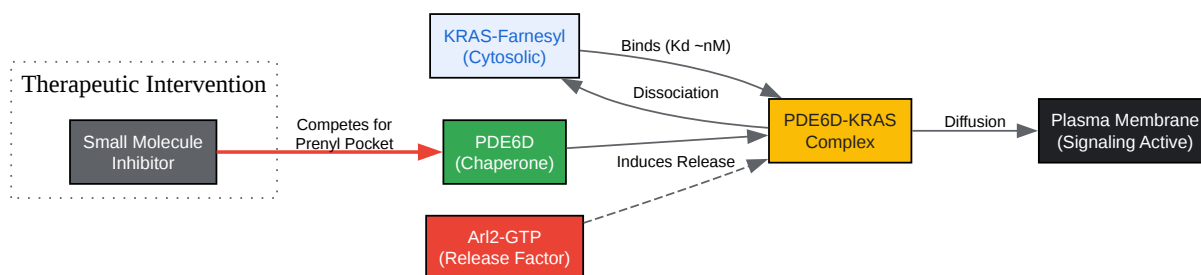 Therapeutic Intervention
Small Molecule
Inhibitor
Competes for
Prenyl Pocket
KRAS-Farnesyl
(Cytosolic)
PDE6D
(Chaperone)
Arl2-GTP
(Release Factor)
Binds (Kd ~nM)
Dissociation
Induces Release
PDE6D-KRAS
Complex
Diffusion
Plasma Membrane
(Signaling Active)